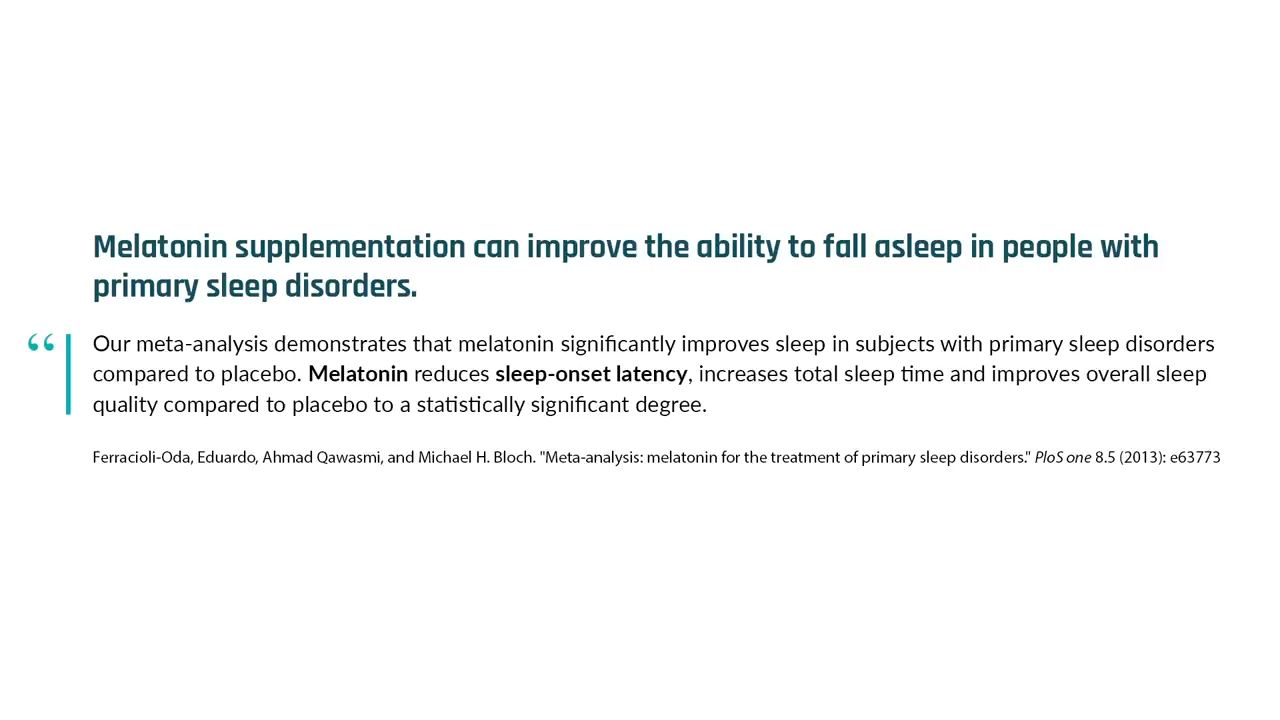 Melatonin supplementation can improve the ability to fall asleep in people with
primary sleep disorders.
“ Our meta-analysis demonstrates that melatonin significantly improves sleep in subjects with primary sleep disorders
compared to placebo. Melatonin reduces sleep-onset latency, increases total sleep time and improves overall sleep
quality compared to placebo to a statistically significant degree.
Ferracioli-Oda, Eduardo, Ahmad Qawasmi, and Michael H. Bloch. "Meta-analysis: melatonin for the treatment of primary sleep disorders." PloS one 8.5 (2013): e63773